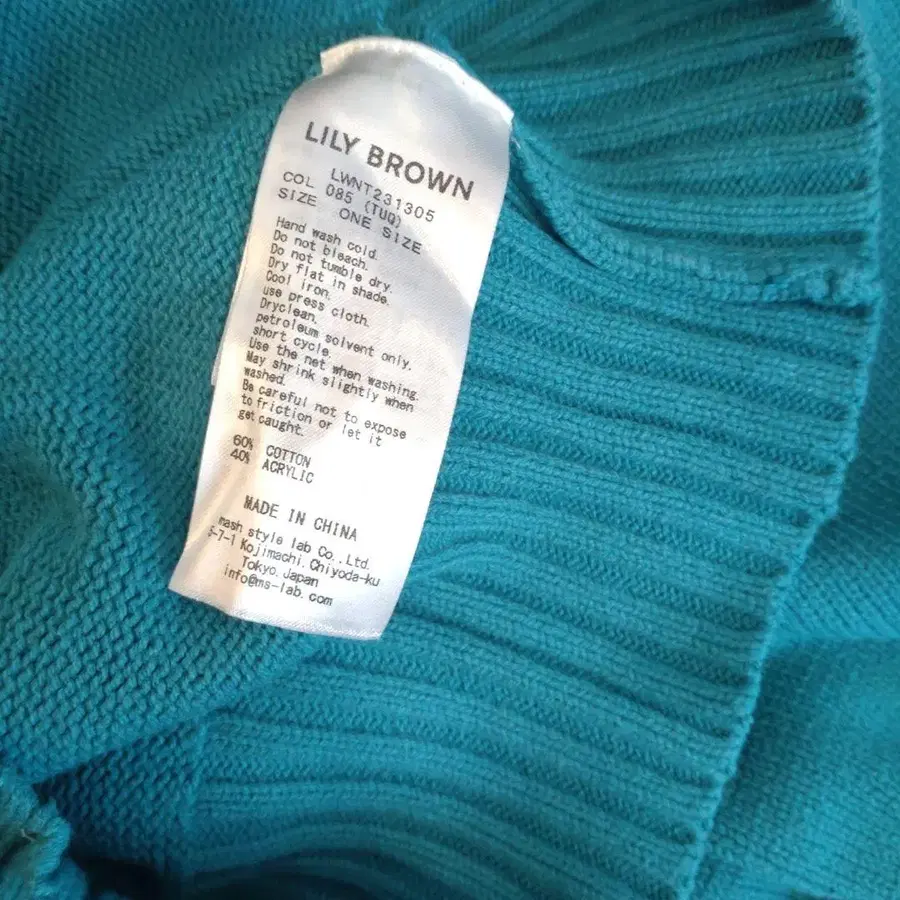 LILY BROWN
LWNT231305
COL 085 (TUQ)
SIZE ONE SIZE
Hand wash cold.
Do not bleach.
Do not tumble dry.
Dry flat in shade.
Cool iron,
use press cloth.
Dryclean,
petroleum solvent only,
short cycle.
Use the net when washing.
May shrink slightly when
washed.
Be careful not to expose
to friction or let it
get caught.
60% COTTON
40% ACRYLIC
MADE IN CHINA
mash style lab Co.,Ltd.
5-7-1 Kojimachi,Chiyoda-ku
Tokyo,Japan
info@ms-lab.com